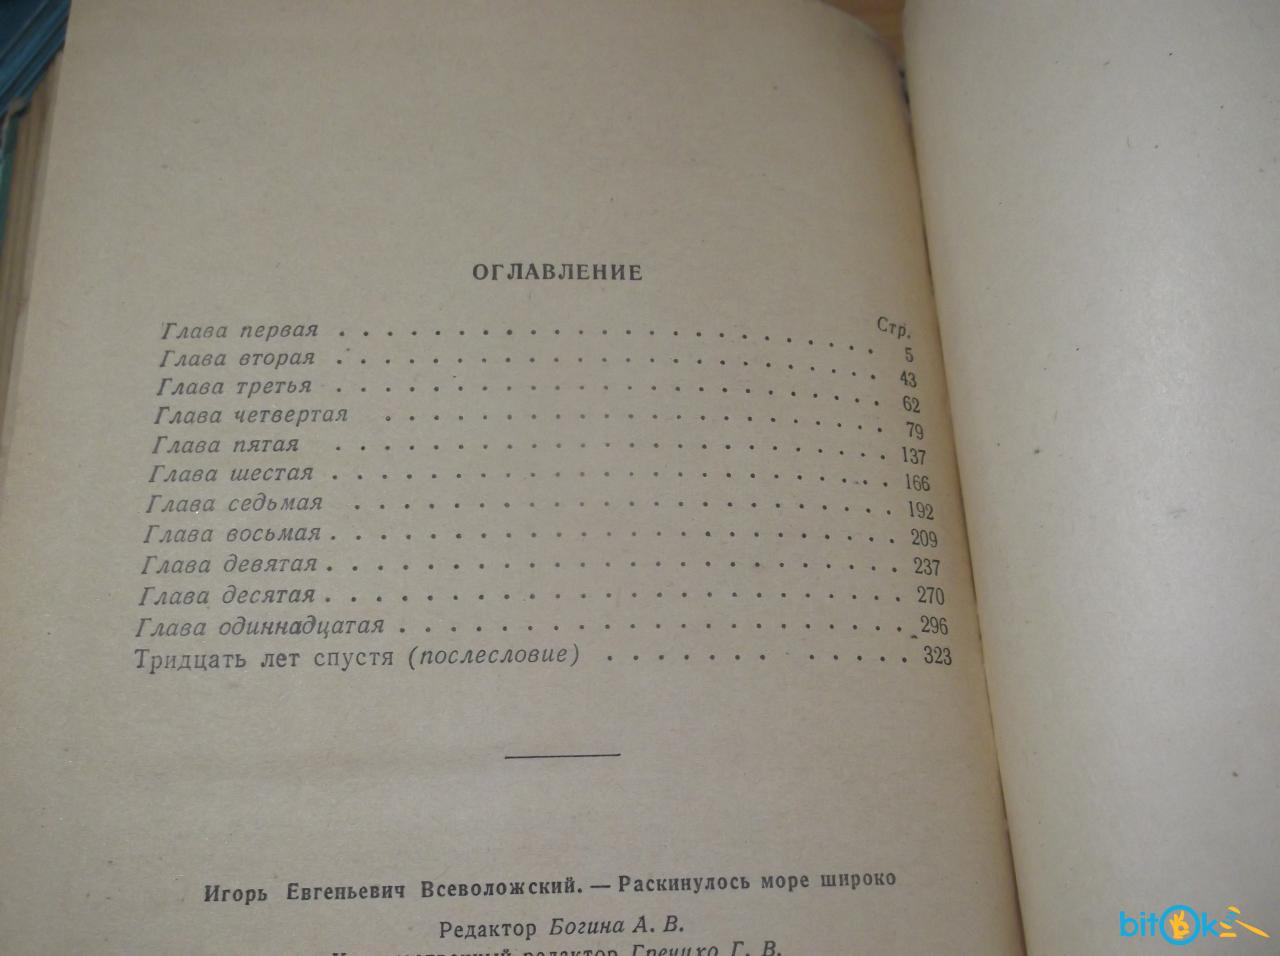 ОГЛАВЛЕНИЕ
Стр.
Глава первая . . . . . . . . . . . . . . . . . . . . . . . 5
Глава вторая . . . . . . . . . . . . . . . . . . . . . . . 43
Глава третья . . . . . . . . . . . . . . . . . . . . . . . 62
Глава четвертая . . . . . . . . . . . . . . . . . . . . . 79
Глава пятая . . . . . . . . . . . . . . . . . . . . . . . 137
Глава шестая . . . . . . . . . . . . . . . . . . . . . . . 166
Глава седьмая . . . . . . . . . . . . . . . . . . . . . . 192
Глава восьмая . . . . . . . . . . . . . . . . . . . . . . . 209
Глава девятая . . . . . . . . . . . . . . . . . . . . . . . 237
Глава десятая . . . . . . . . . . . . . . . . . . . . . . . 270
Глава одиннадцатая . . . . . . . . . . . . . . . . . . . . 296
Тридцать лет спустя (послесловие) . . . . . . . . . . . . 323
Игорь Евгеньевич Всеволожский. — Раскинулось море широко
Редактор Богина А. В.
редактор Гречихо Г. В.
bitOk